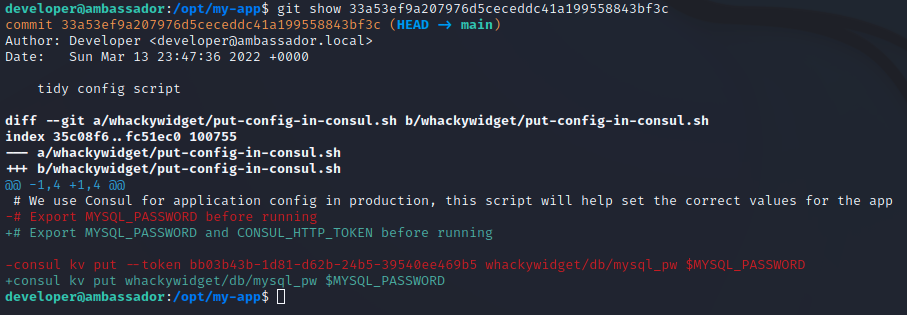 developer@ambassador:/opt/my-app$ git show 33a53ef9a207976d5ceceddc41a199558843bf3c
commit 33a53ef9a207976d5ceceddc41a199558843bf3c (HEAD → main)
Author: Developer <developer@ambassador.local>
Date:   Sun Mar 13 23:47:36 2022 +0000

    tidy config script

diff --git a/whackywidget/put-config-in-consul.sh b/whackywidget/put-config-in-consul.sh
index 35c08f6..fc51ec0 100755
--- a/whackywidget/put-config-in-consul.sh
+++ b/whackywidget/put-config-in-consul.sh
@@ -1,4 +1,4 @@
 # We use Consul for application config in production, this script will help set the correct values for the app
-# Export MYSQL_PASSWORD before running
+# Export MYSQL_PASSWORD and CONSUL_HTTP_TOKEN before running

-consul kv put --token bb03b43b-1d81-d62b-24b5-39540ee469b5 whackywidget/db/mysql_pw $MYSQL_PASSWORD
+consul kv put whackywidget/db/mysql_pw $MYSQL_PASSWORD
developer@ambassador:/opt/my-app$